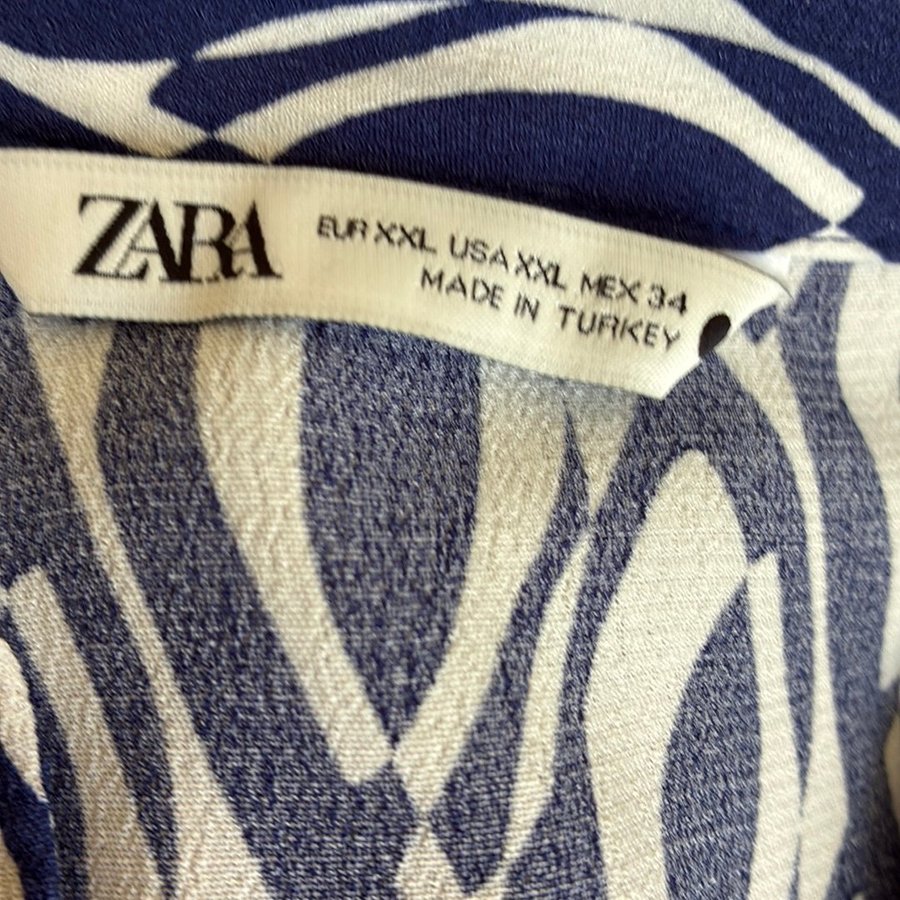 ZARA
EUR XXL USA XXL MEX 34
MADE IN TURKEY